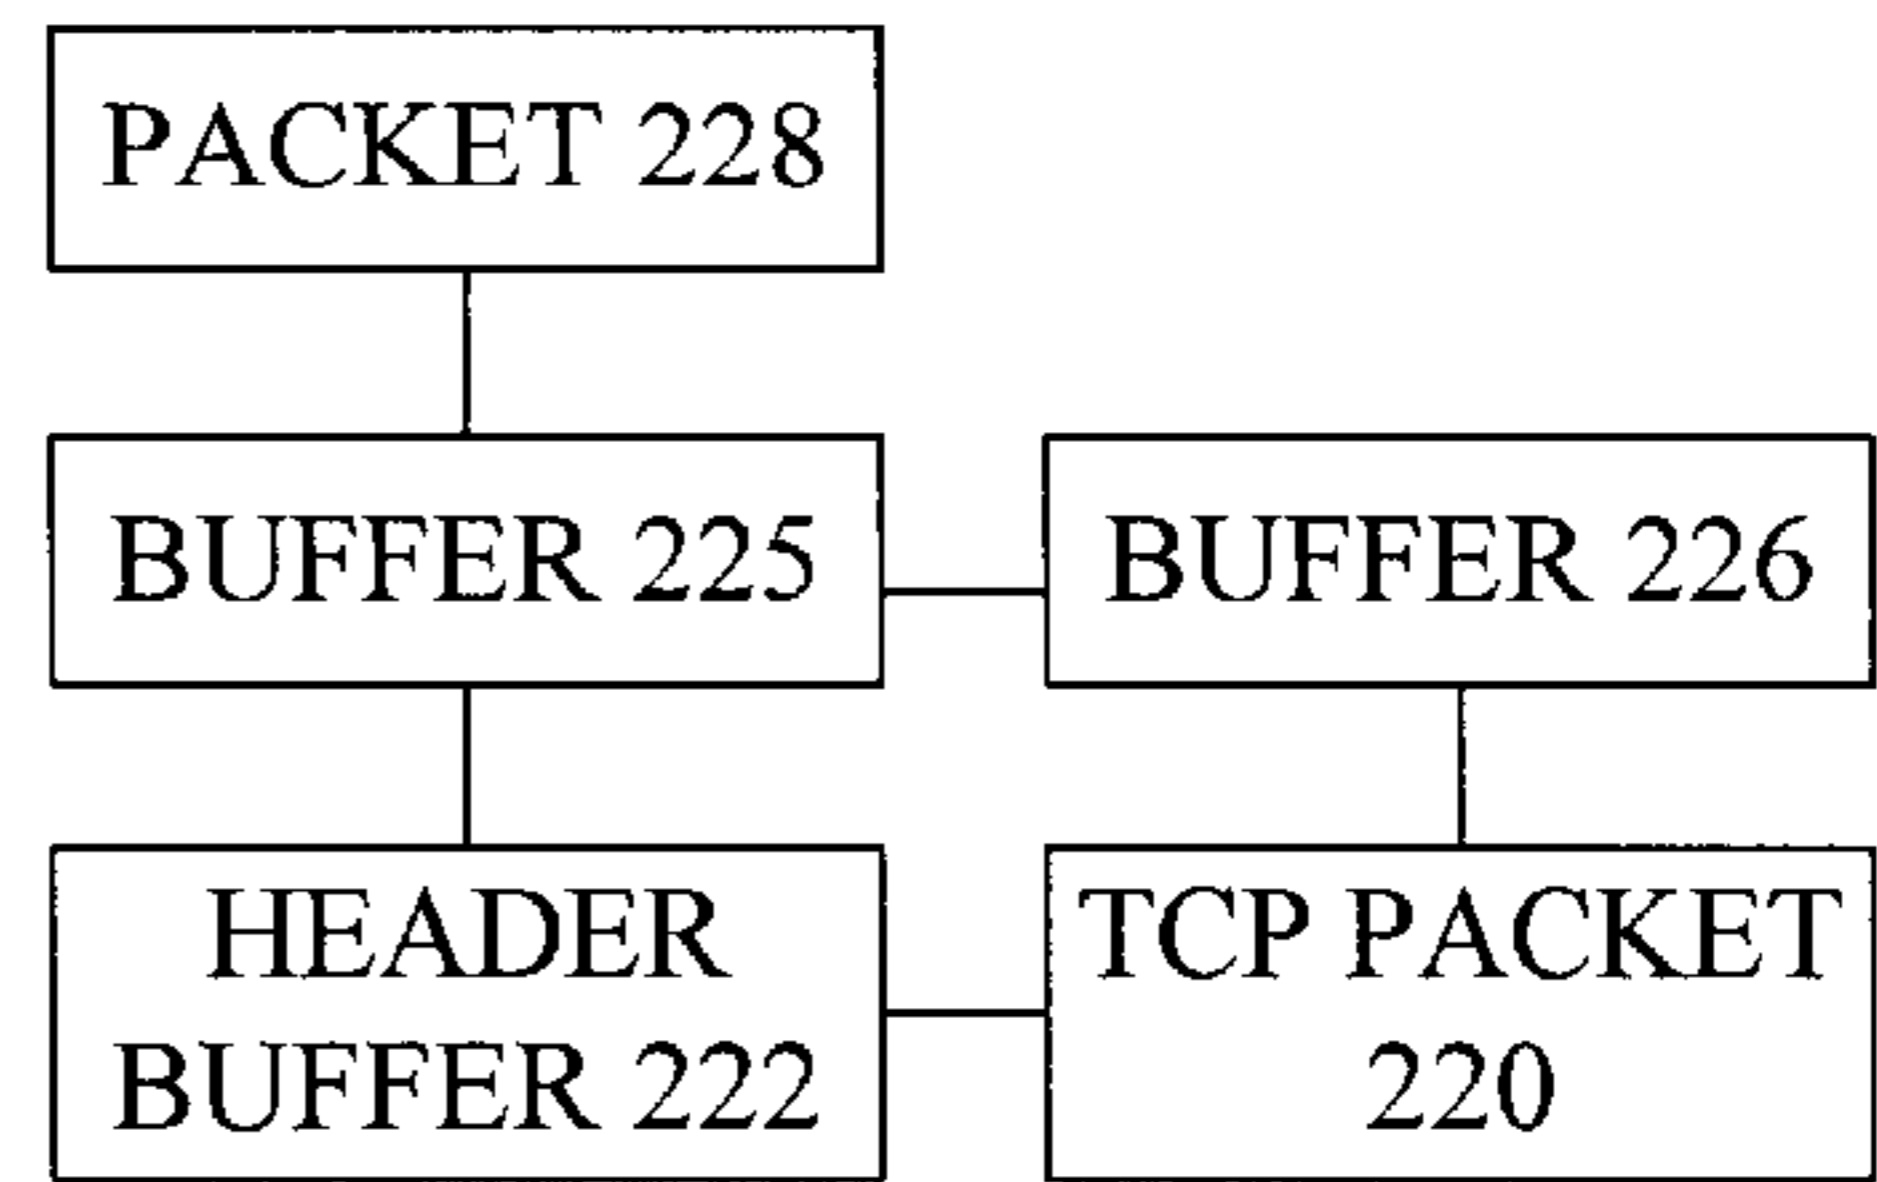 PACKET 228
BUFFER 225
BUFFER 226
HEADER
BUFFER 222
TCP PACKET
220